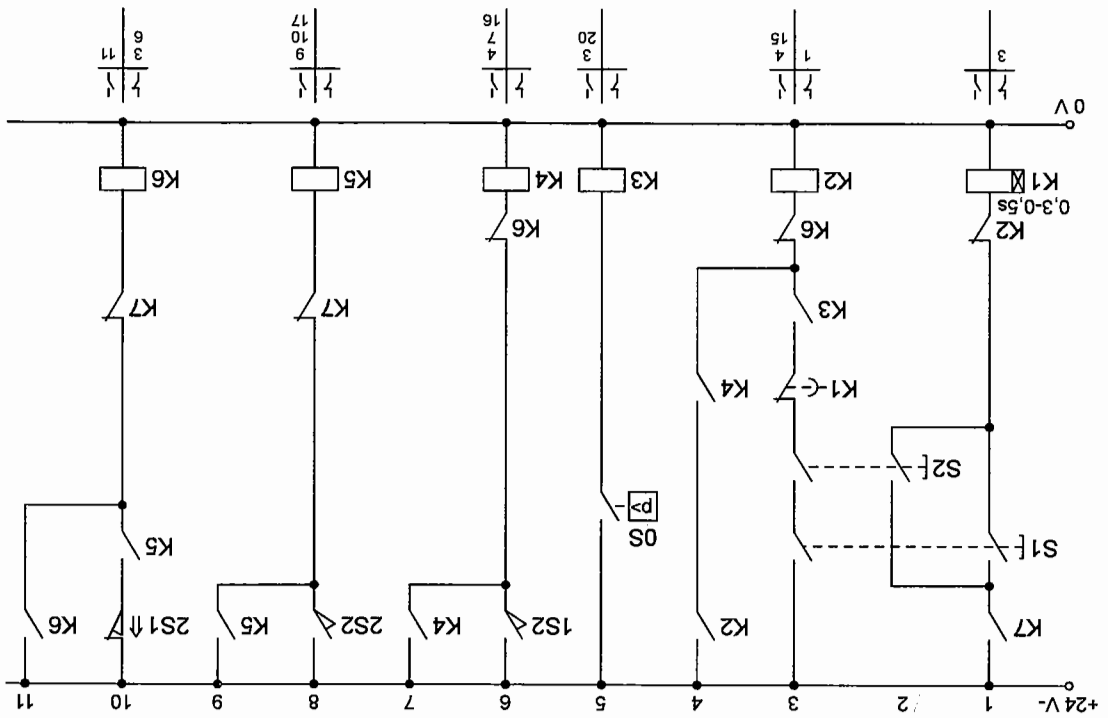 +24 V- 1 2 3 4 5 6 7 8 9 10 11
K7 K2 1S2 K4 2S2 K5 2S1 K6
S1 0S K5
S2 p>
K1 K4
K3 K7 K7
K2 K6 K6
0,3-0,5s
K1 K2 K3 K4 K5 K6
0 V
3 1 4 3 4 9 3 11
15 20 7 10 6
16 17